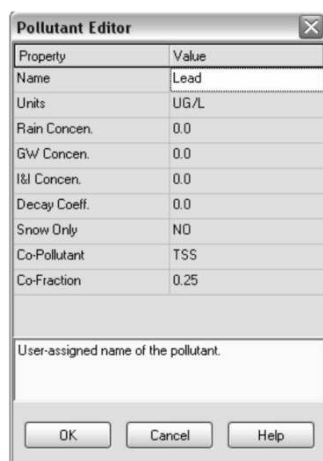 Pollutant Editor
Property Value
Name Lead
Units UG/L
Rain Concen. 0.0
GW Concen. 0.0
I&I Concen. 0.0
Decay Coeff. 0.0
Snow Only NO
Co-Pollutant TSS
Co-Fraction 0.25
User-assigned name of the pollutant.
OK Cancel Help